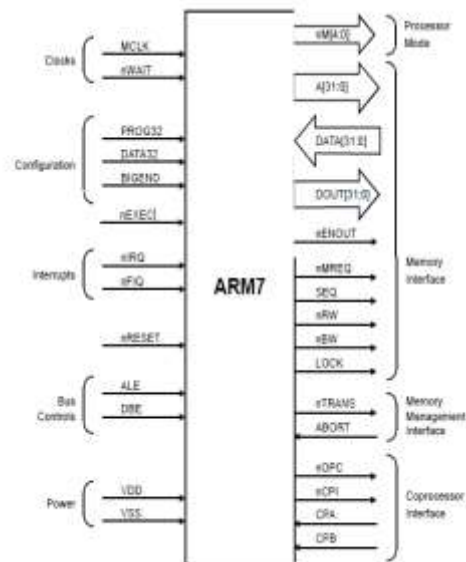 Clocks
MCLK
nWAIT
Configuration
PROG32
DATA32
BIGEND
nEXEC
Interrupts
nIRQ
nFIQ
nRESET
Bus
Controls
ALE
DBE
Power
VDD
VSS
ARM7
nM[4:0]
Processor
Mode
A[31:0]
DATA[31:0]
DOUT[31:0]
nENOUT
nMREQ
SEQ
nRW
nBW
LOCK
Memory
Interface
nTRANS
ABORT
Memory
Management
Interface
nOPC
nCPI
CPA
CPB
Coprocessor
Interface